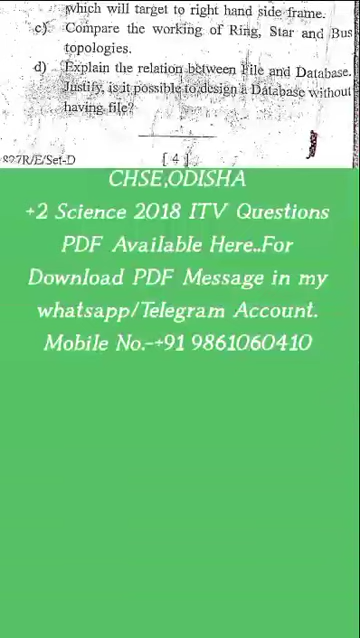 which will target to right hand side frame.
c) Compare the working of Ring, Star and Bus
topologies.
d) Explain the relation between File and Database.
Justify, is it possible to design a Database without
having file?
897R/E/Set-D [ 4 ]
CHSE,ODISHA
+2 Science 2018 ITV Questions
PDF Available Here..For
Download PDF Message in my
whatsapp/Telegram Account.
Mobile No.-+91 9861060410